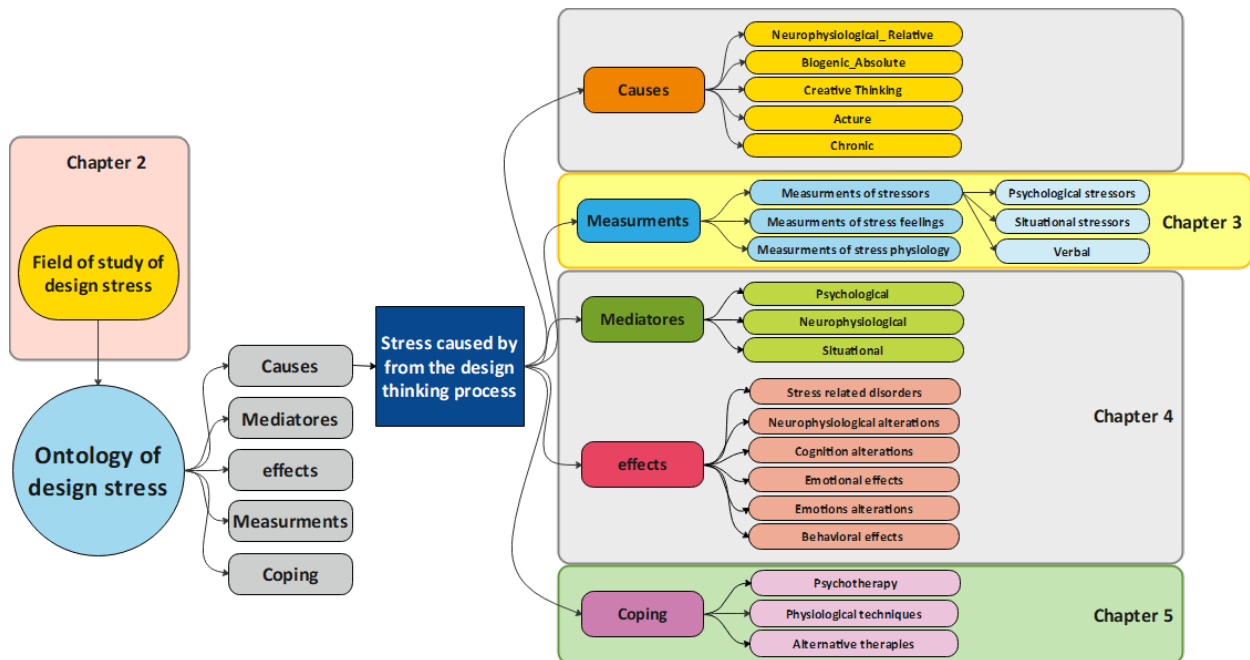 Chapter 2
Field of study of
design stress
Ontology of
design stress
Causes
Mediatores
effects
Measurments
Coping
Stress caused by
from the design
thinking process
Causes
Neurophysiological_ Relative
Biogenic_Absolute
Creative Thinking
Acture
Chronic
Measurments
Measurments of stressors
Measurments of stress feelings
Measurments of stress physiology
Psychological stressors
Situational stressors
Verbal
Chapter 3
Mediatores
Psychological
Neurophysiological
Situational
effects
Stress related disorders
Neurophysiological alterations
Cognition alterations
Emotional effects
Emotions alterations
Behavioral effects
Chapter 4
Coping
Psychotherapy
Physiological techniques
Alternative theraples
Chapter 5